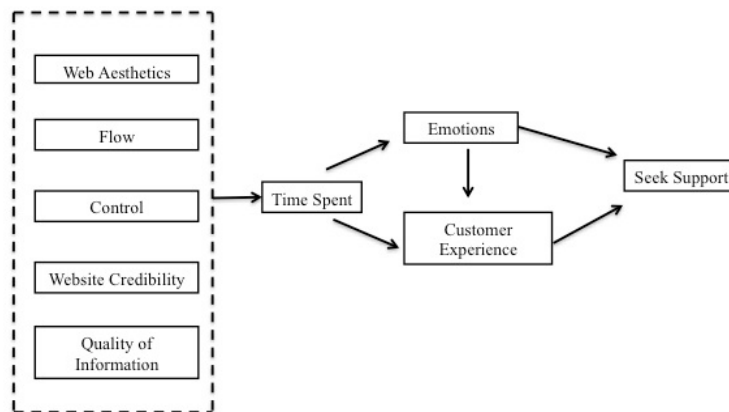 Web Aesthetics
Flow
Control
Website Credibility
Quality of
Information
Time Spent
Emotions
Customer
Experience
Seek Support